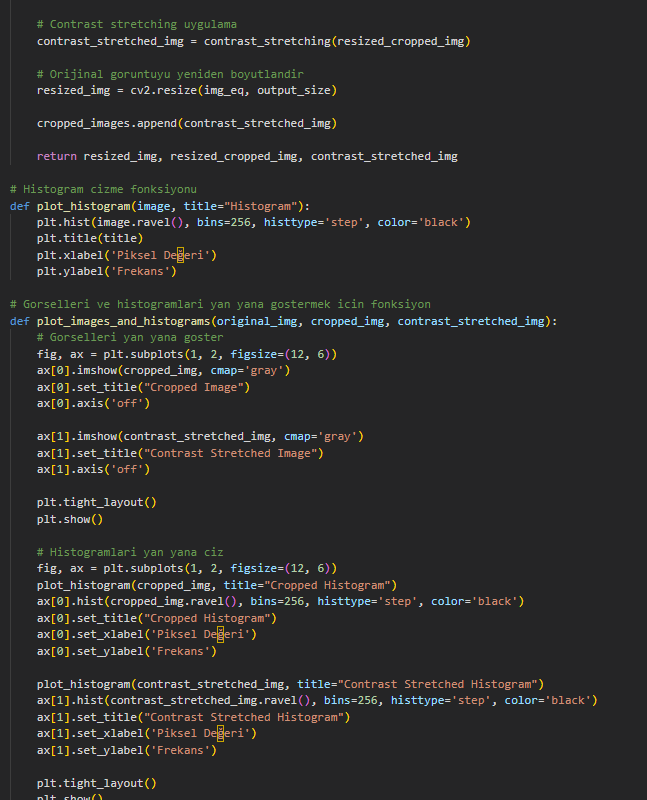 # Contrast stretching uygulama
contrast_stretched_img = contrast_stretching(resized_cropped_img)
# Orijinal goruntuyu yeniden boyutlandir
resized_img = cv2.resize(img_eq, output_size)
cropped_images.append(contrast_stretched_img)
return resized_img, resized_cropped_img, contrast_stretched_img
# Histogram cizme fonksiyonu
def plot_histogram(image, title="Histogram"):
plt.hist(image.ravel(), bins=256, histtype='step', color='black')
plt.title(title)
plt.xlabel('Piksel Değeri')
plt.ylabel('Frekans')
# Gorselleri ve histogramlari yan yana gostermek icin fonksiyon
def plot_images_and_histograms(original_img, cropped_img, contrast_stretched_img):
# Gorselleri yan yana goster
fig, ax = plt.subplots(1, 2, figsize=(12, 6))
ax[0].imshow(cropped_img, cmap='gray')
ax[0].set_title("Cropped Image")
ax[0].axis('off')
ax[1].imshow(contrast_stretched_img, cmap='gray')
ax[1].set_title("Contrast Stretched Image")
ax[1].axis('off')
plt.tight_layout()
plt.show()
# Histogramlari yan yana ciz
fig, ax = plt.subplots(1, 2, figsize=(12, 6))
plot_histogram(cropped_img, title="Cropped Histogram")
ax[0].hist(cropped_img.ravel(), bins=256, histtype='step', color='black')
ax[0].set_title("Cropped Histogram")
ax[0].set_xlabel('Piksel Değeri')
ax[0].set_ylabel('Frekans')
plot_histogram(contrast_stretched_img, title="Contrast Stretched Histogram")
ax[1].hist(contrast_stretched_img.ravel(), bins=256, histtype='step', color='black')
ax[1].set_title("Contrast Stretched Histogram")
ax[1].set_xlabel('Piksel Değeri')
ax[1].set_ylabel('Frekans')
plt.tight_layout()
plt.show()